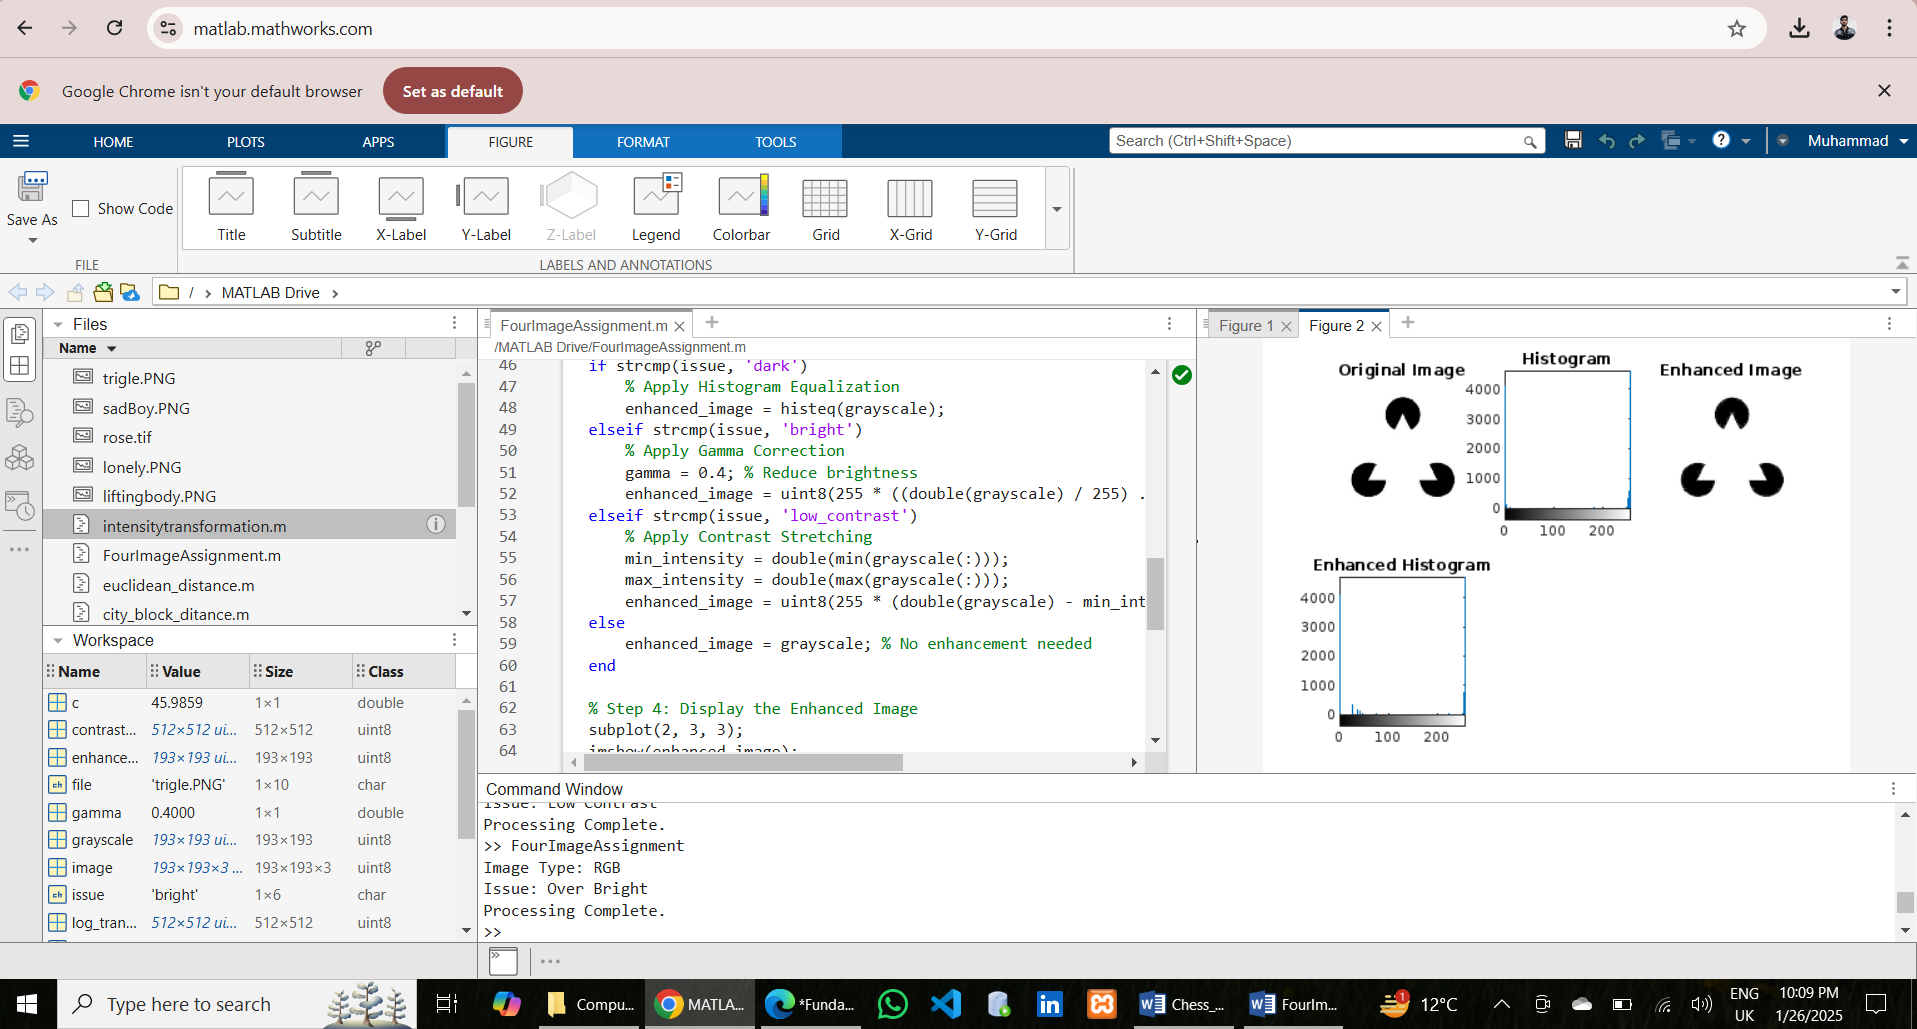 matlab.mathworks.com
Google Chrome isn't your default browser
Set as default
HOME
PLOTS
APPS
FIGURE
FORMAT
TOOLS
Search (Ctrl+Shift+Space)
Muhammad
Save As
Show Code
FILE
Title
Subtitle
X-Label
Y-Label
Z-Label
Legend
Colorbar
Grid
X-Grid
Y-Grid
LABELS AND ANNOTATIONS
/ › MATLAB Drive ›
Files
Name
trigle.PNG
sadBoy.PNG
rose.tif
lonely.PNG
liftingbody.PNG
intensitytransformation.m
FourImageAssignment.m
euclidean_distance.m
city_block_ditance.m
Workspace
Name Value Size Class
c 45.9859 1×1 double
contrast... 512×512 ui... 512×512 uint8
enhance... 193×193 ui... 193×193 uint8
file 'trigle.PNG' 1×10 char
gamma 0.4000 1×1 double
grayscale 193×193 ui... 193×193 uint8
image 193×193×3 ... 193×193×3 uint8
issue 'bright' 1×6 char
log_tran... 512×512 ui... 512×512 uint8
FourImageAssignment.m
/MATLAB Drive/FourImageAssignment.m
46 if strcmp(issue, 'dark')
47 % Apply Histogram Equalization
48 enhanced_image = histeq(grayscale);
49 elseif strcmp(issue, 'bright')
50 % Apply Gamma Correction
51 gamma = 0.4; % Reduce brightness
52 enhanced_image = uint8(255 * ((double(grayscale) / 255) .
53 elseif strcmp(issue, 'low_contrast')
54 % Apply Contrast Stretching
55 min_intensity = double(min(grayscale(:)));
56 max_intensity = double(max(grayscale(:)));
57 enhanced_image = uint8(255 * (double(grayscale) - min_int
58 else
59 enhanced_image = grayscale; % No enhancement needed
60 end
61
62 % Step 4: Display the Enhanced Image
63 subplot(2, 3, 3);
64 imshow(enhanced_image);
Figure 1
Figure 2
Original Image
Histogram
Enhanced Image
4000
3000
2000
1000
0
0 100 200
Enhanced Histogram
4000
3000
2000
1000
0
0 100 200
Command Window
Issue: Low Contrast
Processing Complete.
>> FourImageAssignment
Image Type: RGB
Issue: Over Bright
Processing Complete.
>>
Type here to search
Compu...
MATLA...
*Funda...
Chess_...
FourIm...
1
12°C
ENG
UK
10:09 PM
1/26/2025